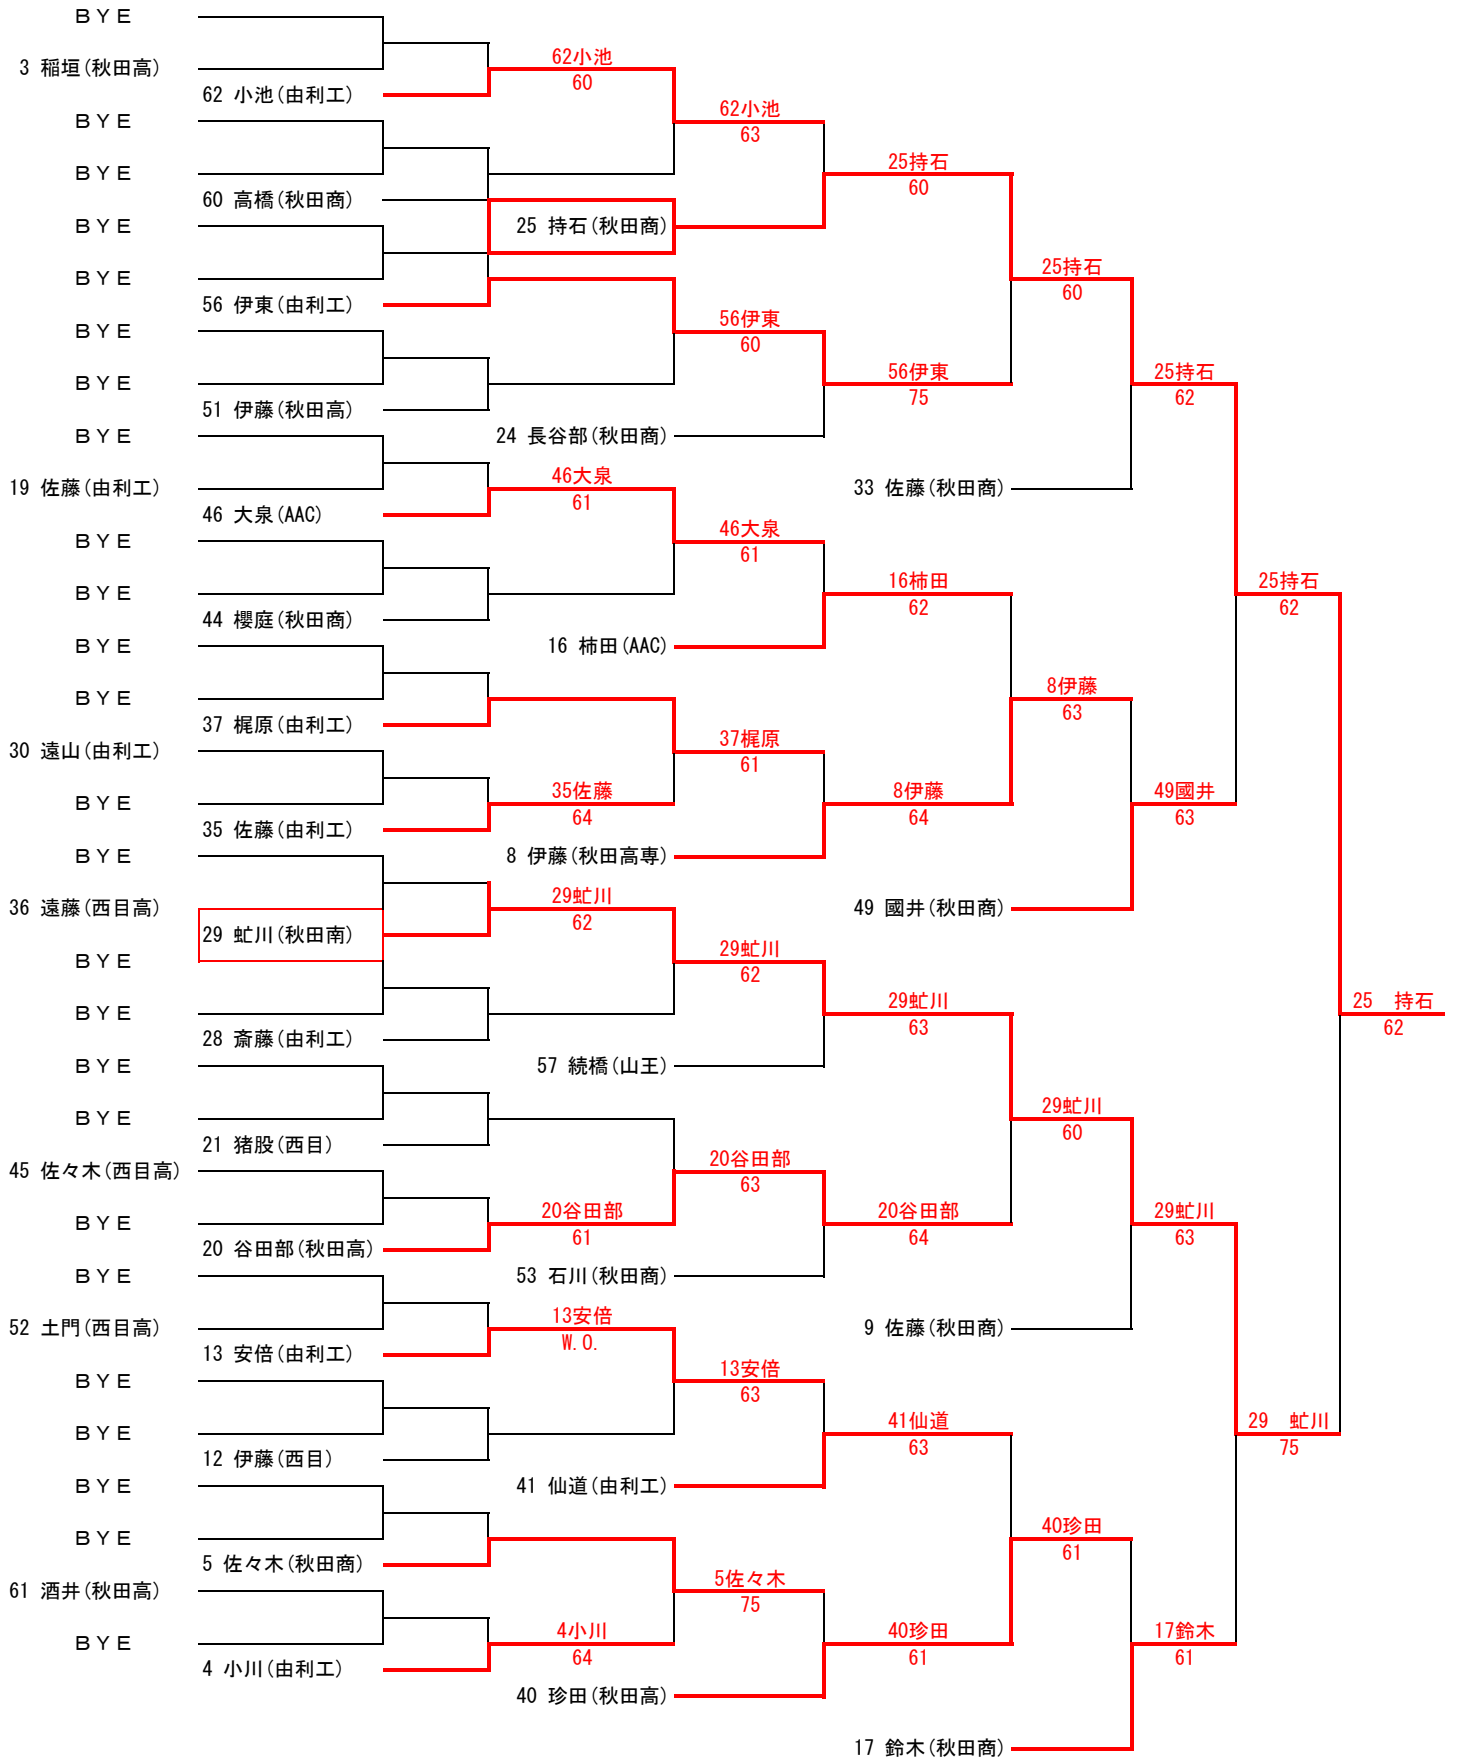 ＢＹＥ
3 稲垣(秋田高)
62小池
60
62 小池(由利工)
62小池
63
ＢＹＥ
25持石
60
ＢＹＥ
60 高橋(秋田商)
25 持石(秋田商)
ＢＹＥ
25持石
60
ＢＹＥ
56 伊東(由利工)
56伊東
60
ＢＹＥ
56伊東
75
25持石
62
ＢＹＥ
51 伊藤(秋田高)
24 長谷部(秋田商)
ＢＹＥ
46大泉
61
19 佐藤(由利工)
33 佐藤(秋田商)
46 大泉(AAC)
46大泉
61
ＢＹＥ
16柿田
62
25持石
62
ＢＹＥ
44 櫻庭(秋田商)
16 柿田(AAC)
ＢＹＥ
8伊藤
63
ＢＹＥ
37 梶原(由利工)
37梶原
61
30 遠山(由利工)
35佐藤
64
8伊藤
64
49國井
63
ＢＹＥ
35 佐藤(由利工)
8 伊藤(秋田高専)
ＢＹＥ
29虻川
62
36 遠藤(西目高)
49 國井(秋田商)
29 虻川(秋田南)
29虻川
62
ＢＹＥ
29虻川
63
25　持石
62
ＢＹＥ
28 斎藤(由利工)
57 続橋(山王)
ＢＹＥ
29虻川
60
ＢＹＥ
21 猪股(西目)
20谷田部
63
45 佐々木(西目高)
20谷田部
61
20谷田部
64
29虻川
63
ＢＹＥ
20 谷田部(秋田高)
53 石川(秋田商)
ＢＹＥ
13安倍
W.O.
52 土門(西目高)
9 佐藤(秋田商)
13 安倍(由利工)
13安倍
63
ＢＹＥ
41仙道
63
29　虻川
75
ＢＹＥ
12 伊藤(西目)
41 仙道(由利工)
ＢＹＥ
40珍田
61
ＢＹＥ
5 佐々木(秋田商)
5佐々木
75
61 酒井(秋田高)
4小川
64
40珍田
61
17鈴木
61
ＢＹＥ
4 小川(由利工)
40 珍田(秋田高)
17 鈴木(秋田商)